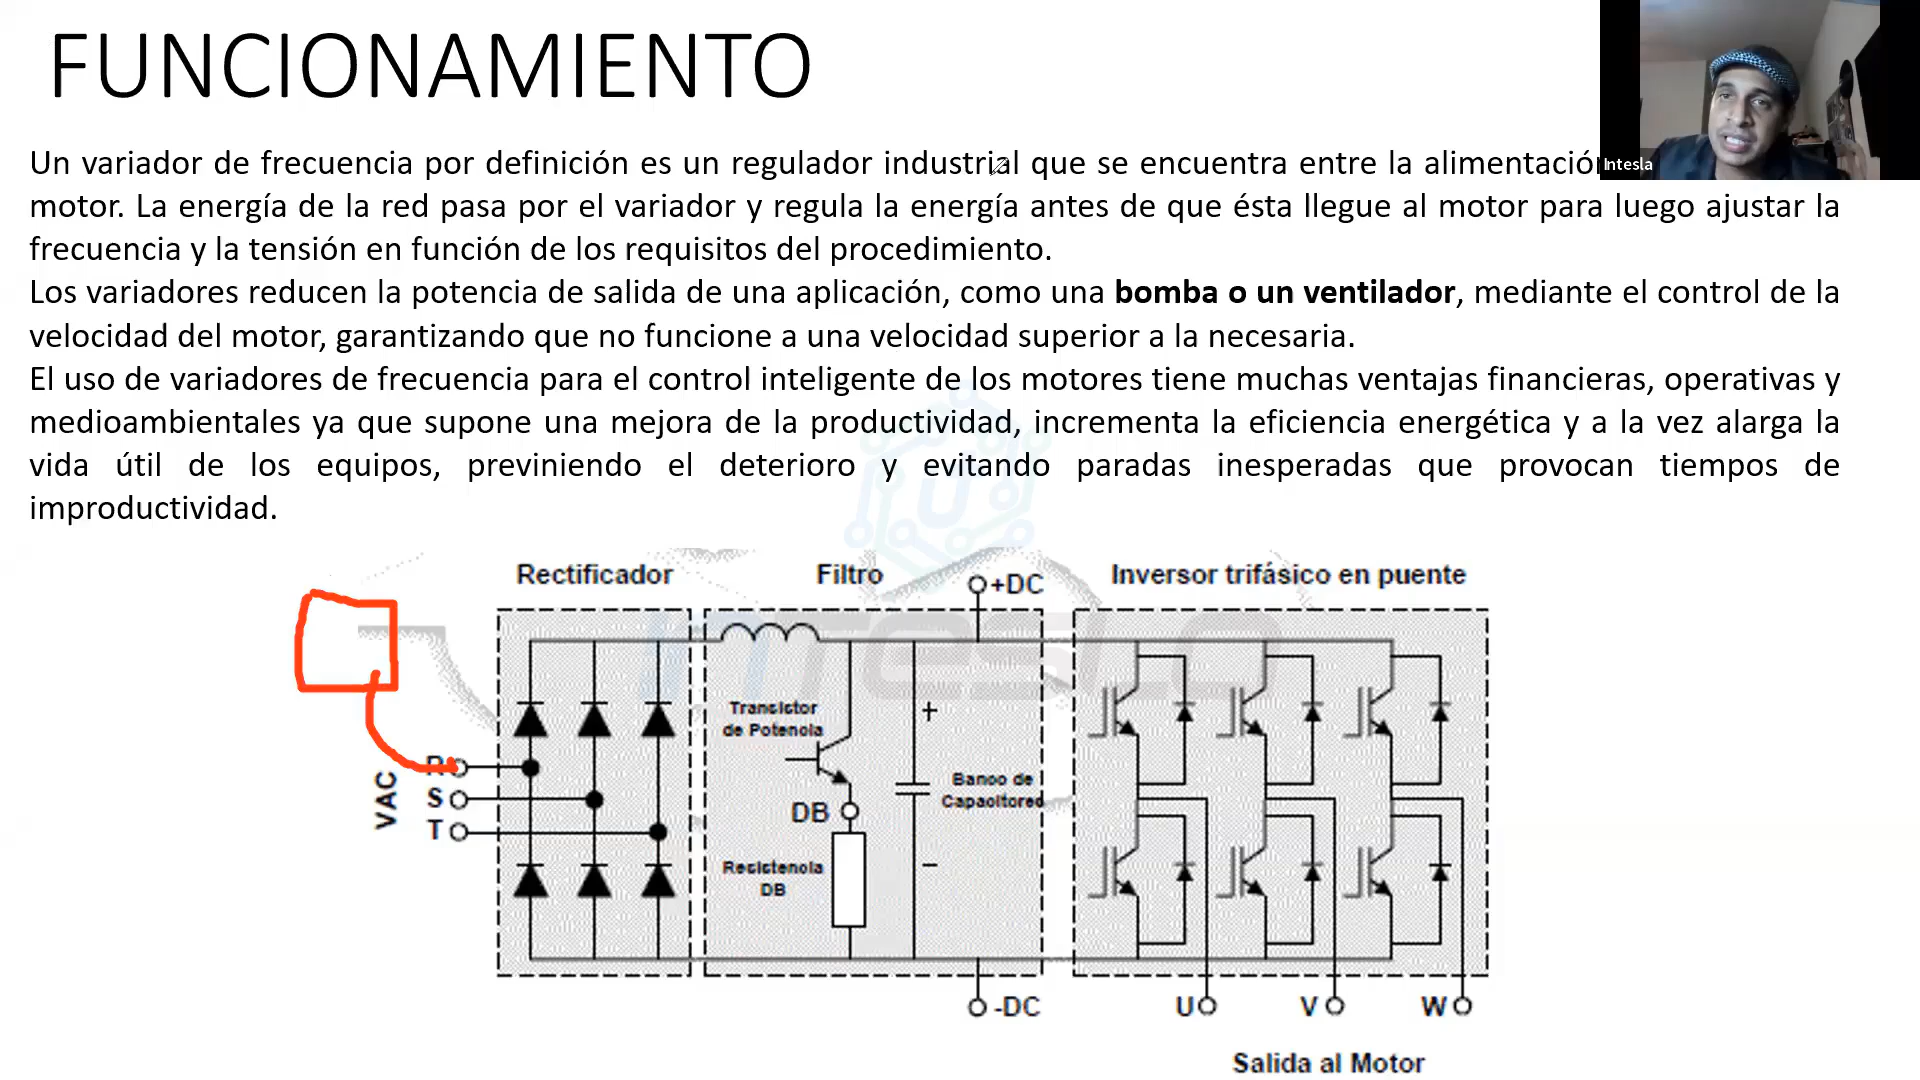 FUNCIONAMIENTO
Intesla
Un variador de frecuencia por definición es un regulador industrial que se encuentra entre la alimentación
motor. La energía de la red pasa por el variador y regula la energía antes de que ésta llegue al motor para luego ajustar la
frecuencia y la tensión en función de los requisitos del procedimiento.
Los variadores reducen la potencia de salida de una aplicación, como una bomba o un ventilador, mediante el control de la
velocidad del motor, garantizando que no funcione a una velocidad superior a la necesaria.
El uso de variadores de frecuencia para el control inteligente de los motores tiene muchas ventajas financieras, operativas y
medioambientales ya que supone una mejora de la productividad, incrementa la eficiencia energética y a la vez alarga la
vida útil de los equipos, previniendo el deterioro y evitando paradas inesperadas que provocan tiempos de
improductividad.
Rectificador
Filtro
+DC
Inversor trifásico en puente
INTESLA
Transistor
de Potencia
+
R
VAC
S
T
Banco de
Capacitores
DB
Resistencia
DB
−
-DC
U
V
W
Salida al Motor